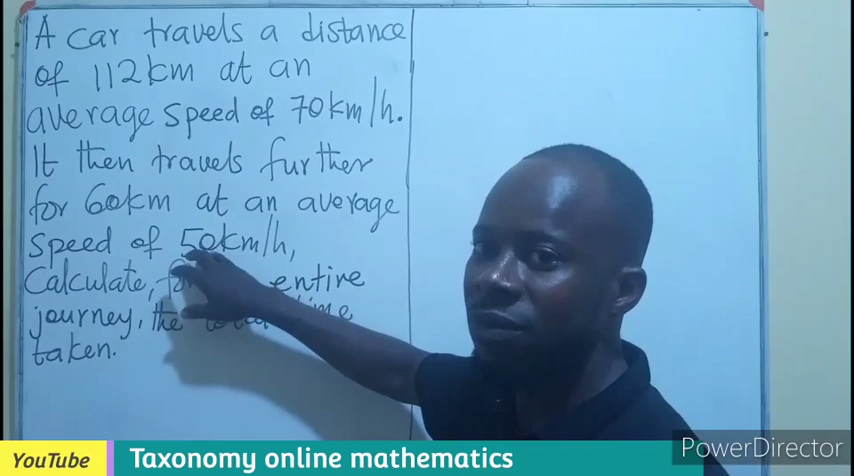 A car travels a distance
of 112km at an
average speed of 70km/h.
It then travels further
for 60km at an average
speed of 50km/h,
Calculate, entire
journey, the time
taken.
PowerDirector
YouTube
Taxonomy online mathematics